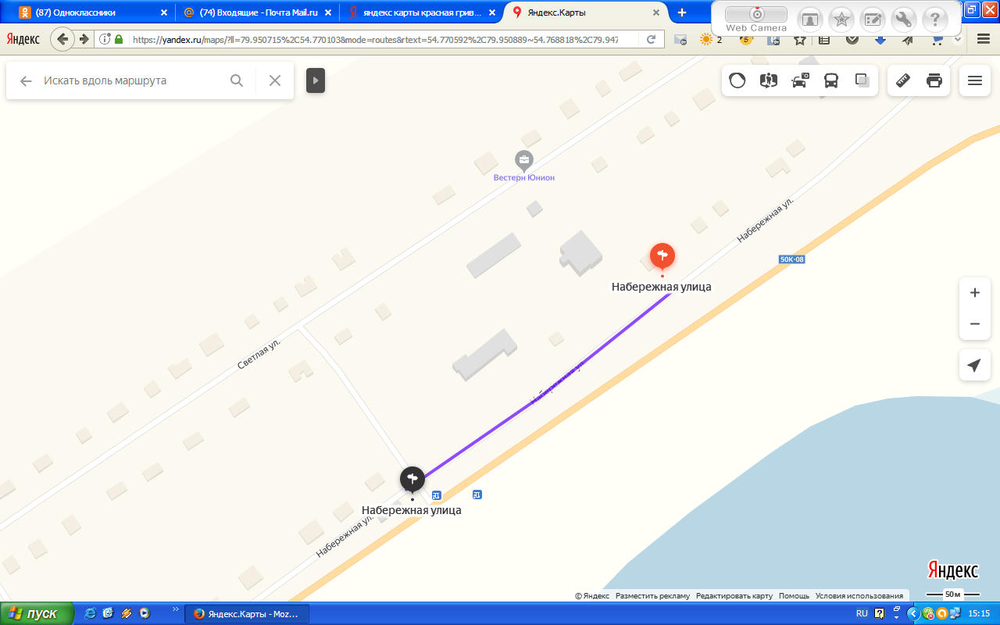 (87) Одноклассники
(74) Входящие - Почта Mail.ru
яндекс карты красная грив...
Яндекс.Карты
Web Camera
Яндекс
https://yandex.ru/maps/?ll=79.950715%2C54.770103&mode=routes&rtext=54.770592%2C79.950889~54.768818%2C79.947
2
Искать вдоль маршрута
Вестерн Юнион
Набережная ул.
50К-08
Набережная улица
Светлая ул.
Набережная ул.
Набережная улица
Набережная ул.
Яндекс
© Яндекс Разместить рекламу Редактировать карту Помощь Условия использования
50 м
пуск
Яндекс.Карты - Moz...
RU
15:15